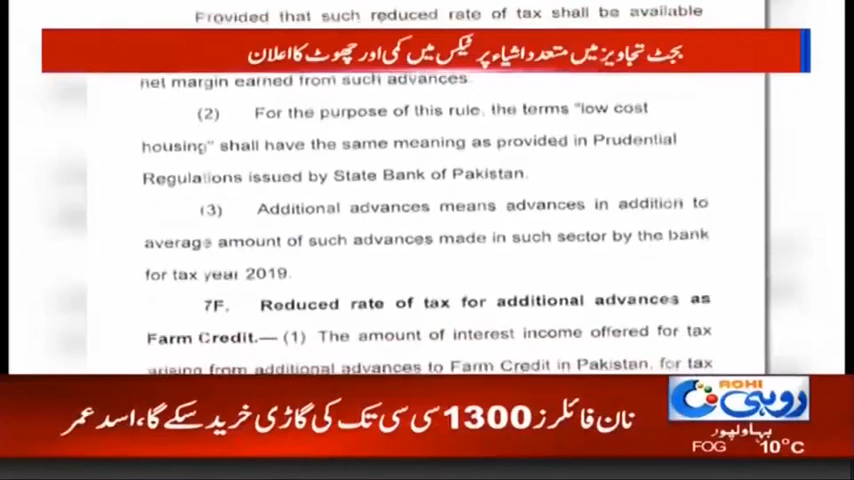 Provided that such reduced rate of tax shall be available
بجٹ تجاویز میں متعدد اشیاء پر ٹیکس میں کمی اور چھوٹ کا اعلان
net margin earned from such advances.
(2) For the purpose of this rule, the terms "low cost
housing" shall have the same meaning as provided in Prudential
Regulations issued by State Bank of Pakistan.
(3) Additional advances means advances in addition to
average amount of such advances made in such sector by the bank
for tax year 2019.
7F. Reduced rate of tax for additional advances as
Farm Credit.— (1) The amount of interest income offered for tax
arising from additional advances to Farm Credit in Pakistan, for tax
نان فائلرز 1300 سی سی تک کی گاڑی خرید سکے گا، اسد عمر
ROHI
روہی
بہاولپور
FOG 10°C